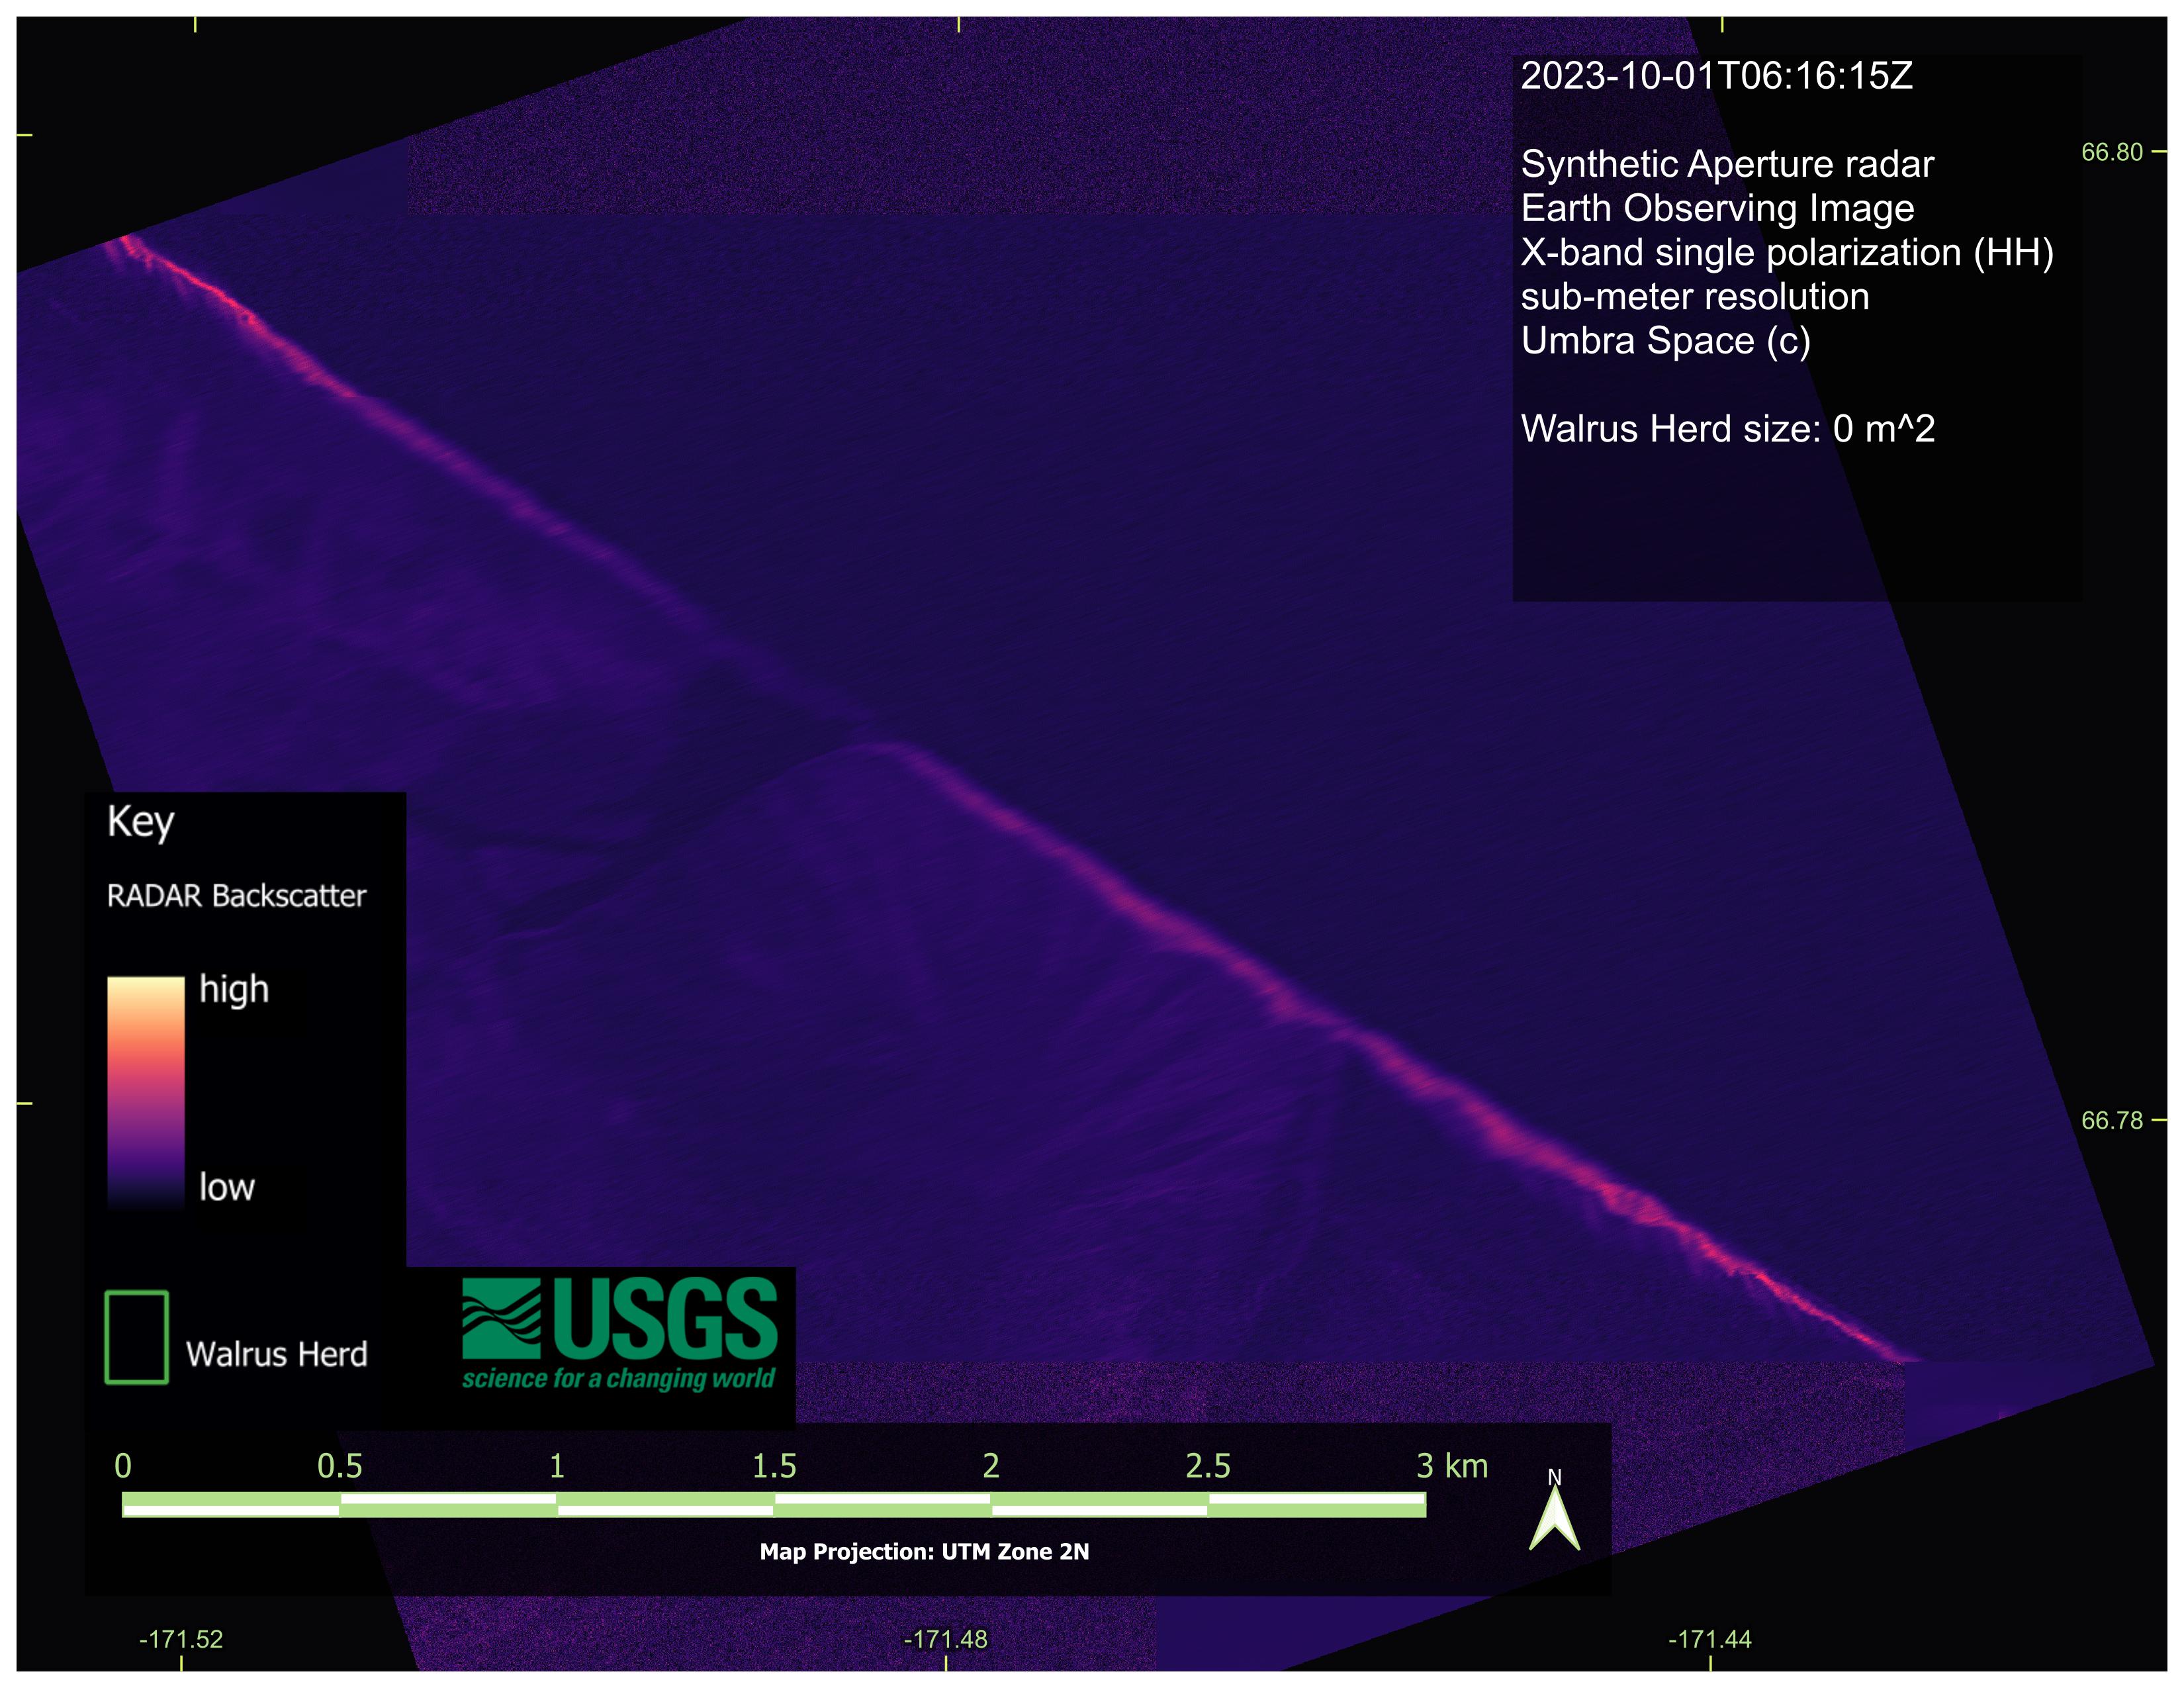 2023-10-01T06:16:15Z
Synthetic Aperture radar
Earth Observing Image
X-band single polarization (HH)
sub-meter resolution
Umbra Space (c)
Walrus Herd size: 0 m^2
66.80
66.78
Key
RADAR Backscatter
high
low
Walrus Herd
USGS
science for a changing world
0 0.5 1 1.5 2 2.5 3 km
N
Map Projection: UTM Zone 2N
-171.52 -171.48 -171.44